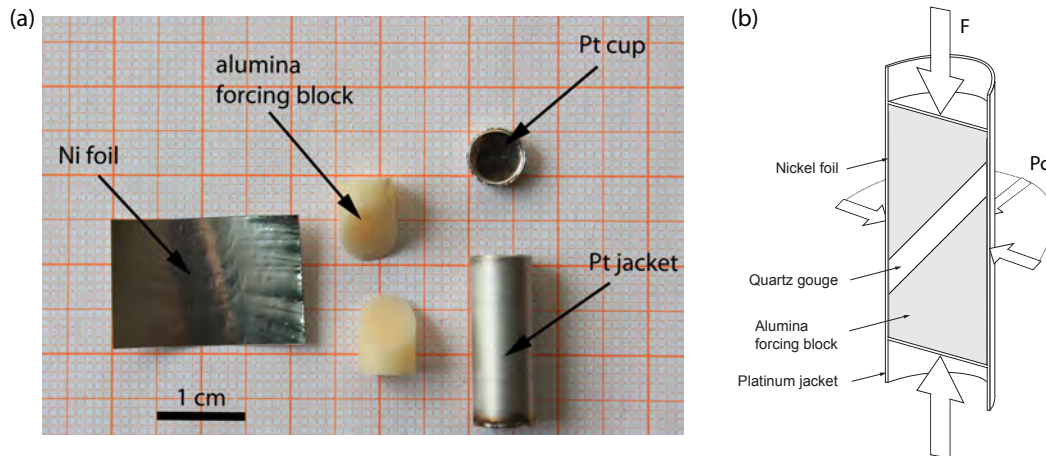 (a)
Pt cup
alumina
forcing block
Ni foil
Pt jacket
1 cm
(b)
F
Nickel foil
Pc
Quartz gouge
Alumina
forcing block
Platinum jacket